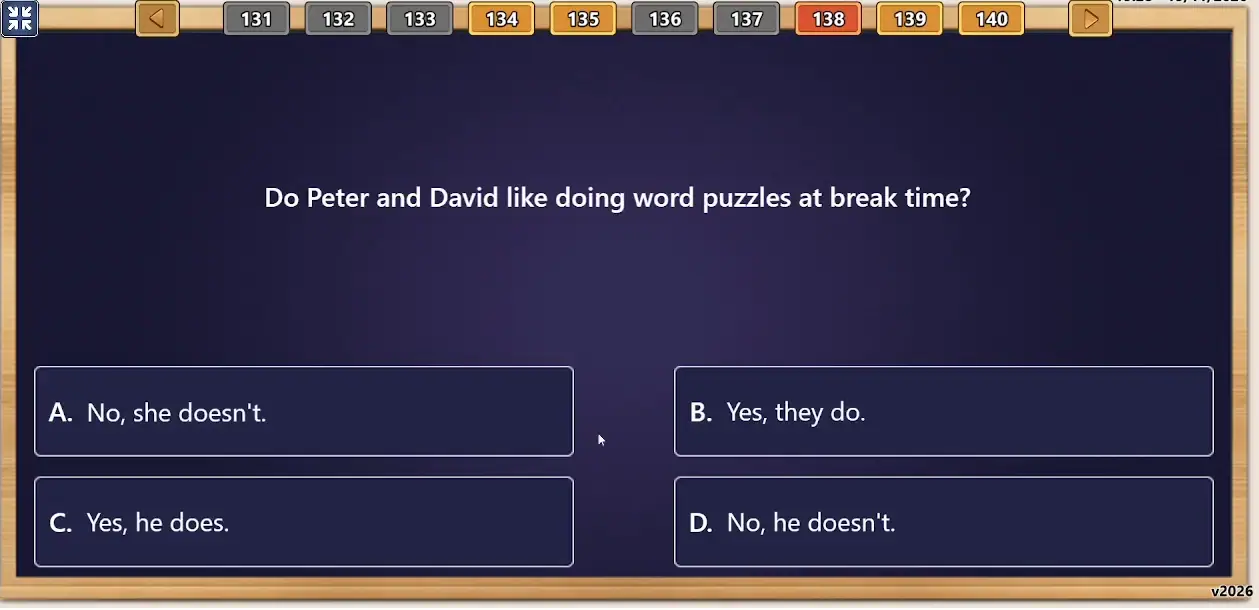 131 132 133 134 135 136 137 138 139 140
Do Peter and David like doing word puzzles at break time?
A. No, she doesn't.
B. Yes, they do.
C. Yes, he does.
D. No, he doesn't.
v2026